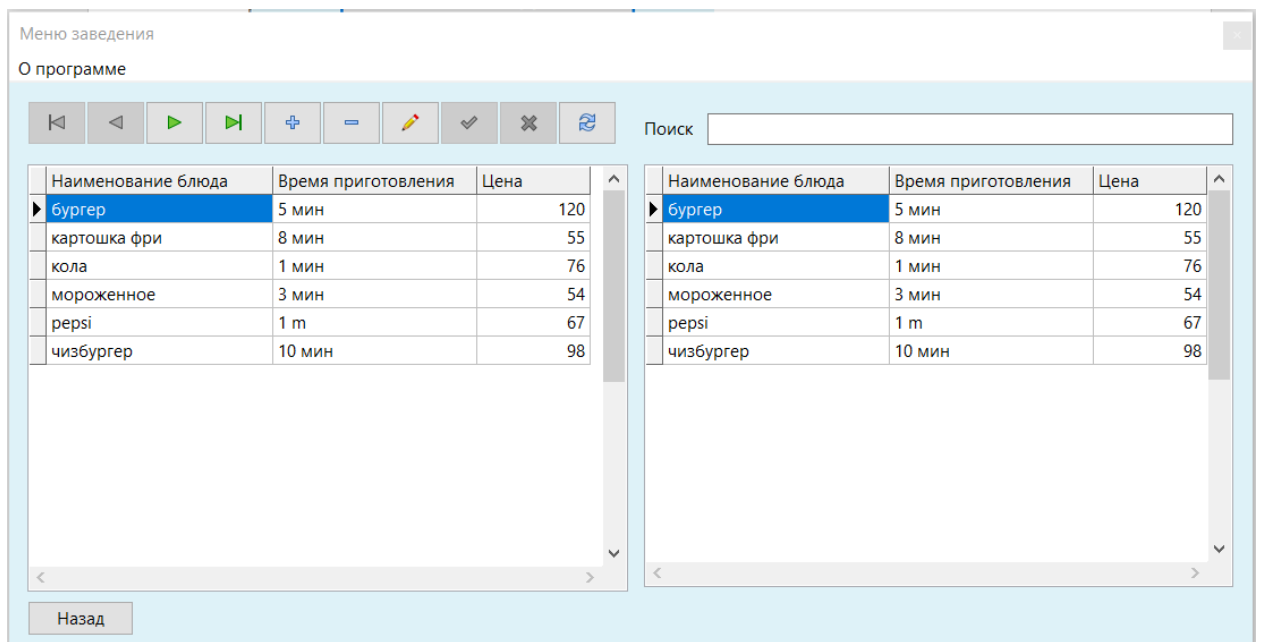 Меню заведения
О программе
Поиск
Наименование блюда Время приготовления Цена
бургер 5 мин 120
картошка фри 8 мин 55
кола 1 мин 76
мороженное 3 мин 54
pepsi 1 m 67
чизбургер 10 мин 98
Наименование блюда Время приготовления Цена
бургер 5 мин 120
картошка фри 8 мин 55
кола 1 мин 76
мороженное 3 мин 54
pepsi 1 m 67
чизбургер 10 мин 98
Назад